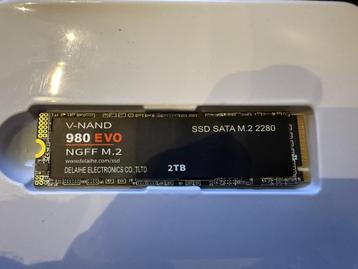 V-NAND
980 EVO
SSD SATA M.2 2280
NGFF M.2
www.delaihe.com/ssd
DELAIHE ELECTRONICS CO.,TLTD
2TB